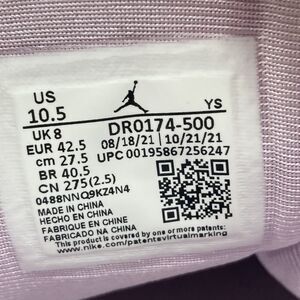 US
10.5
YS
UK 8
DR0174-500
EUR 42.5
08/18/21 | 10/21/21
cm 27.5
UPC 00195867256247
BR 40.5
CN 275(2.5)
0488NNQ9KZ4N4
MADE IN CHINA
HECHO EN CHINA
FABRIQUE EN CHINE
FABRICADO NA CHINA
www.nike.com/patentsvirtualmarking